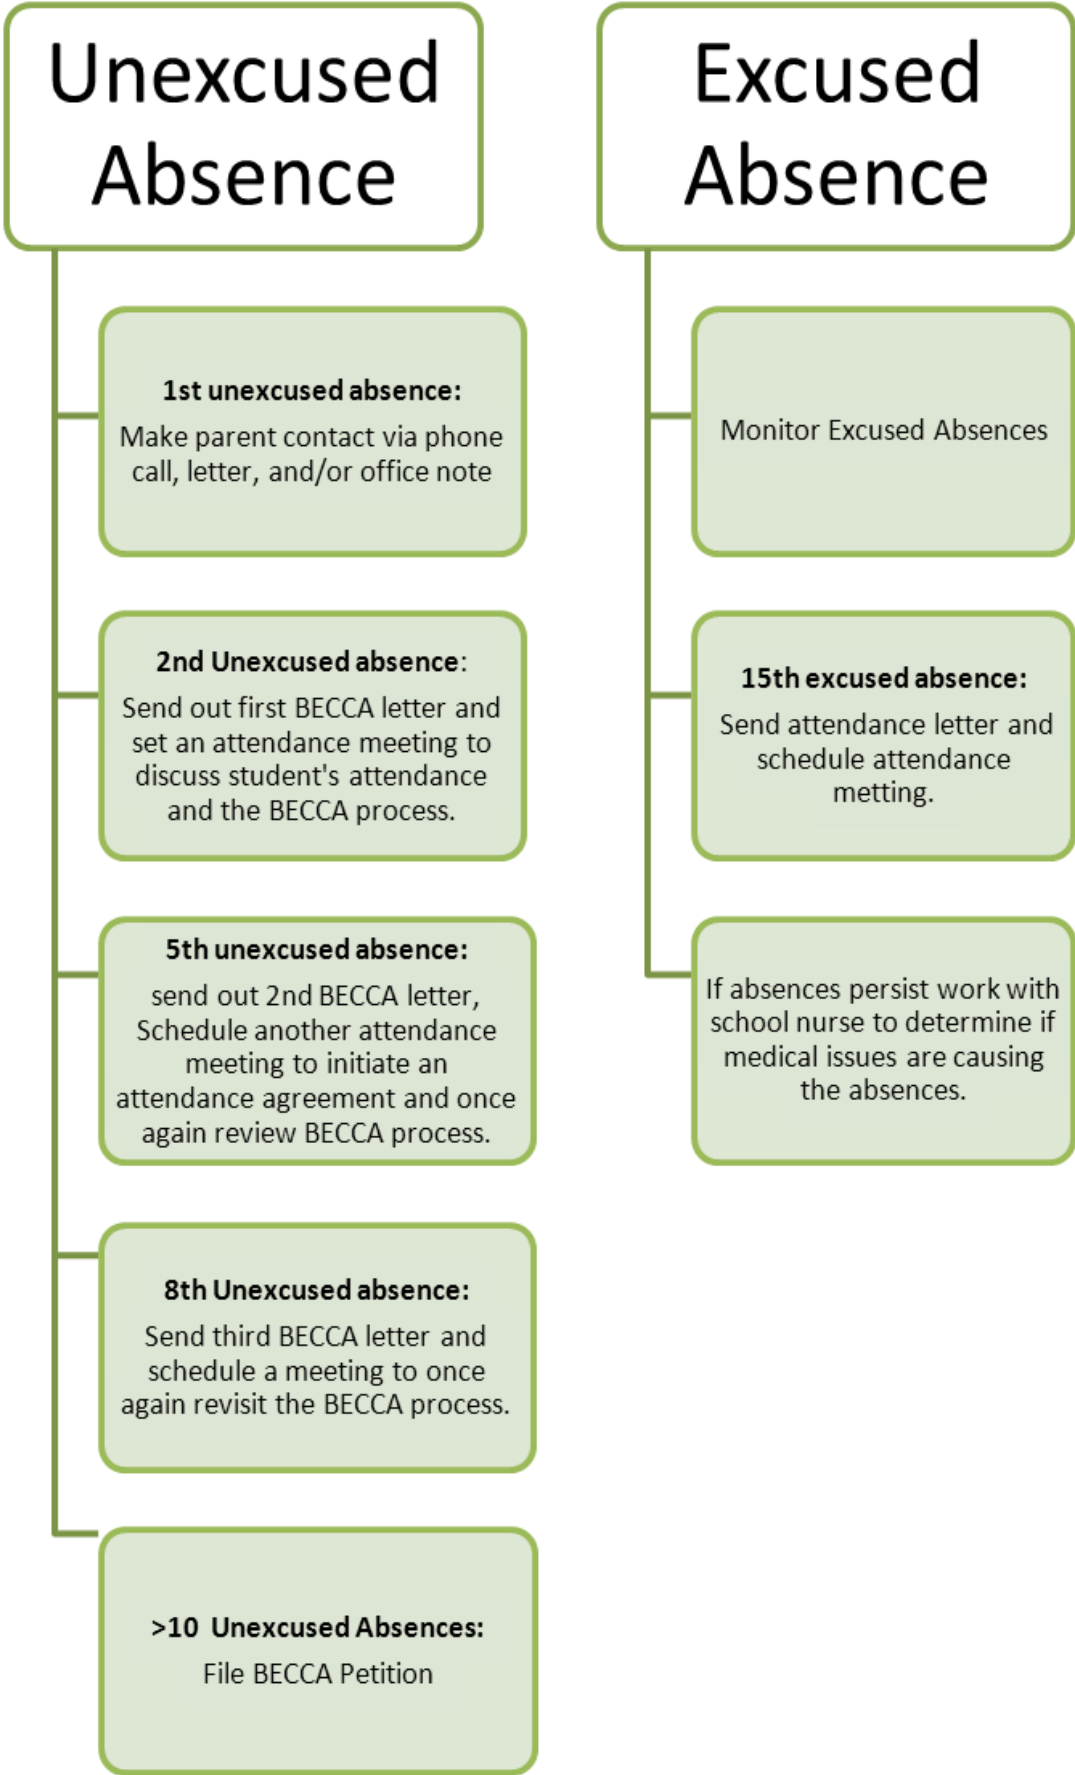 Unexcused
Absence
1st unexcused absence:
Make parent contact via phone
call, letter, and/or office note
2nd Unexcused absence:
Send out first BECCA letter and
set an attendance meeting to
discuss student's attendance
and the BECCA process.
5th unexcused absence:
send out 2nd BECCA letter,
Schedule another attendance
meeting to initiate an
attendance agreement and once
again review BECCA process.
8th Unexcused absence:
Send third BECCA letter and
schedule a meeting to once
again revisit the BECCA process.
>10  Unexcused Absences:
File BECCA Petition
Excused
Absence
Monitor Excused Absences
15th excused absence:
Send attendance letter and
schedule attendance
metting.
If absences persist work with
school nurse to determine if
medical issues are causing
the absences.